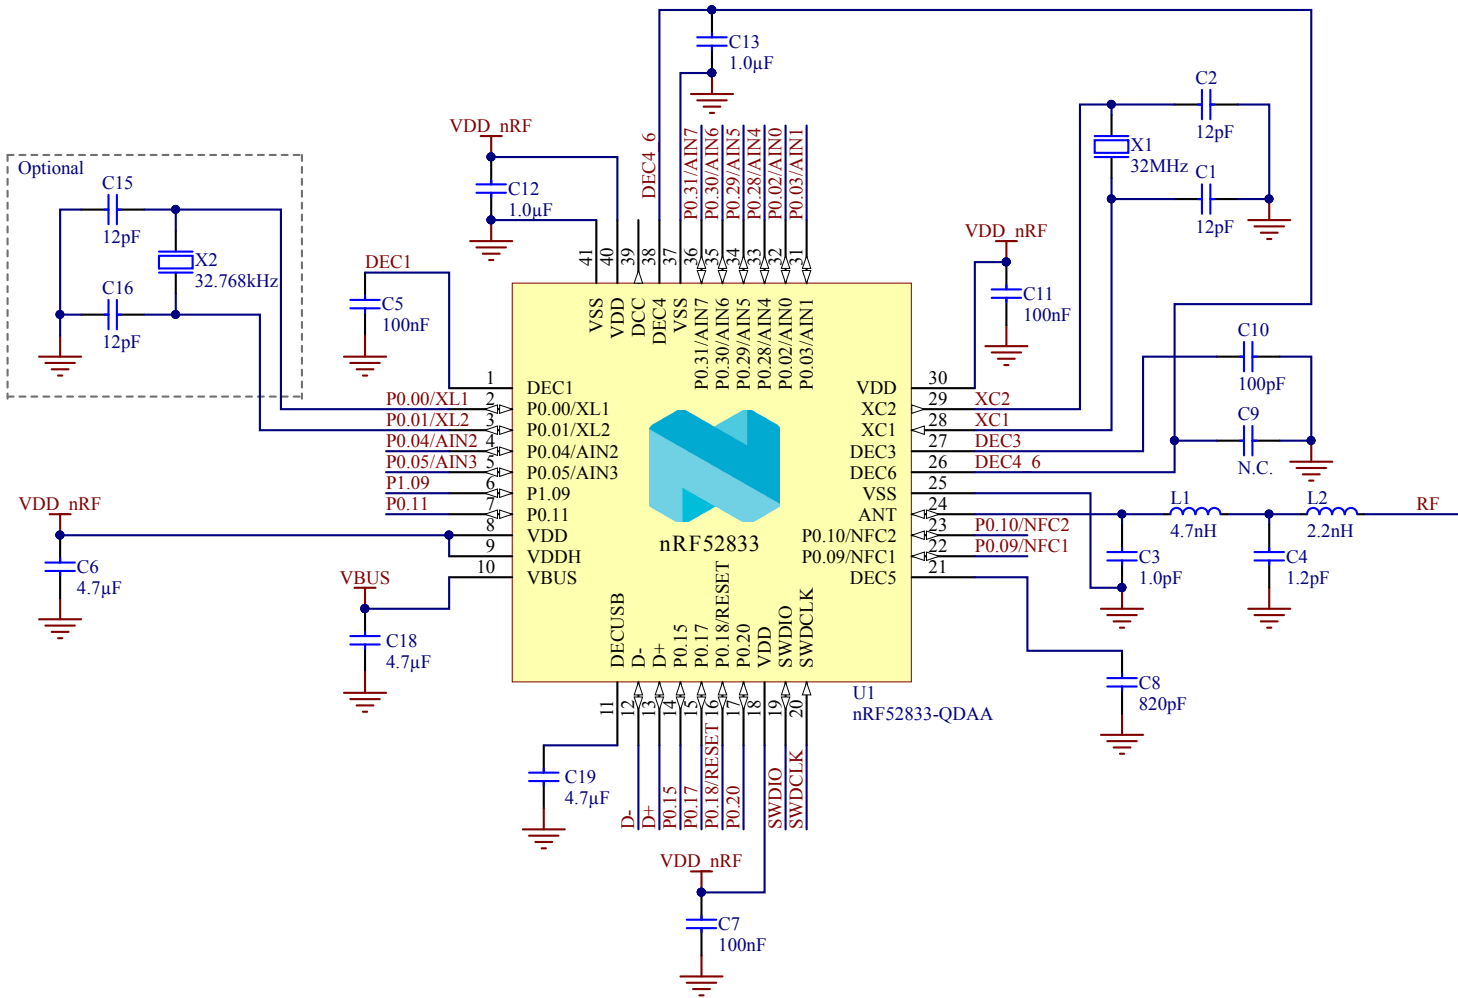 C13
1.0µF
VDD_nRF
C12
1.0µF
DEC4_6
P0.31/AIN7
P0.30/AIN6
P0.29/AIN5
P0.28/AIN4
P0.02/AIN0
P0.03/AIN1
C2
12pF
X1
32MHz
C1
12pF
Optional
C15
12pF
X2
32.768kHz
C16
12pF
DEC1
C5
100nF
VDD_nRF
C11
100nF
C10
100pF
C9
N.C.
41
40
39
38
37
36
35
34
33
32
31
VSS
VDD
DCC
DEC4
VSS
P0.31/AIN7
P0.30/AIN6
P0.29/AIN5
P0.28/AIN4
P0.02/AIN0
P0.03/AIN1
1 DEC1
P0.00/XL1 2 P0.00/XL1
P0.01/XL2 3 P0.01/XL2
P0.04/AIN2 4 P0.04/AIN2
P0.05/AIN3 5 P0.05/AIN3
P1.09 6 P1.09
P0.11 7 P0.11
8 VDD
9 VDDH
10 VBUS
nRF52833
VDD 30
XC2 29 XC2
XC1 28 XC1
DEC3 27 DEC3
DEC6 26 DEC4_6
VSS 25
ANT 24
P0.10/NFC2 23 P0.10/NFC2
P0.09/NFC1 22 P0.09/NFC1
DEC5 21
VDD_nRF
C6
4.7µF
VBUS
C18
4.7µF
L1
4.7nH
L2
2.2nH
RF
C3
1.0pF
C4
1.2pF
C8
820pF
DECUSB
D-
D+
P0.15
P0.17
P0.18/RESET
P0.20
VDD
SWDIO
SWDCLK
U1
nRF52833-QDAA
11
12
13
14
15
16
17
18
19
20
C19
4.7µF
D-
D+
P0.15
P0.17
P0.18/RESET
P0.20
SWDIO
SWDCLK
VDD_nRF
C7
100nF